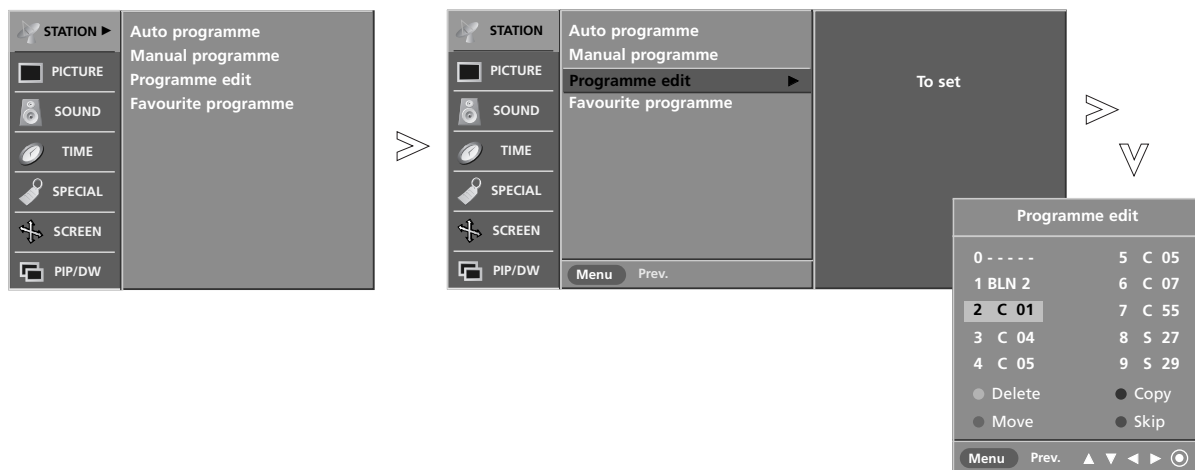 STATION ►
PICTURE
SOUND
TIME
SPECIAL
SCREEN
PIP/DW
Auto programme
Manual programme
Programme edit
Favourite programme
STATION
PICTURE
SOUND
TIME
SPECIAL
SCREEN
PIP/DW
Auto programme
Manual programme
Programme edit ►
Favourite programme
Menu Prev.
To set
Programme edit
0 - - - - - 5 C 05
1 BLN 2 6 C 07
2 C 01 7 C 55
3 C 04 8 S 27
4 C 05 9 S 29
Delete Copy
Move Skip
Menu Prev. ▲ ▼ ◄ ►